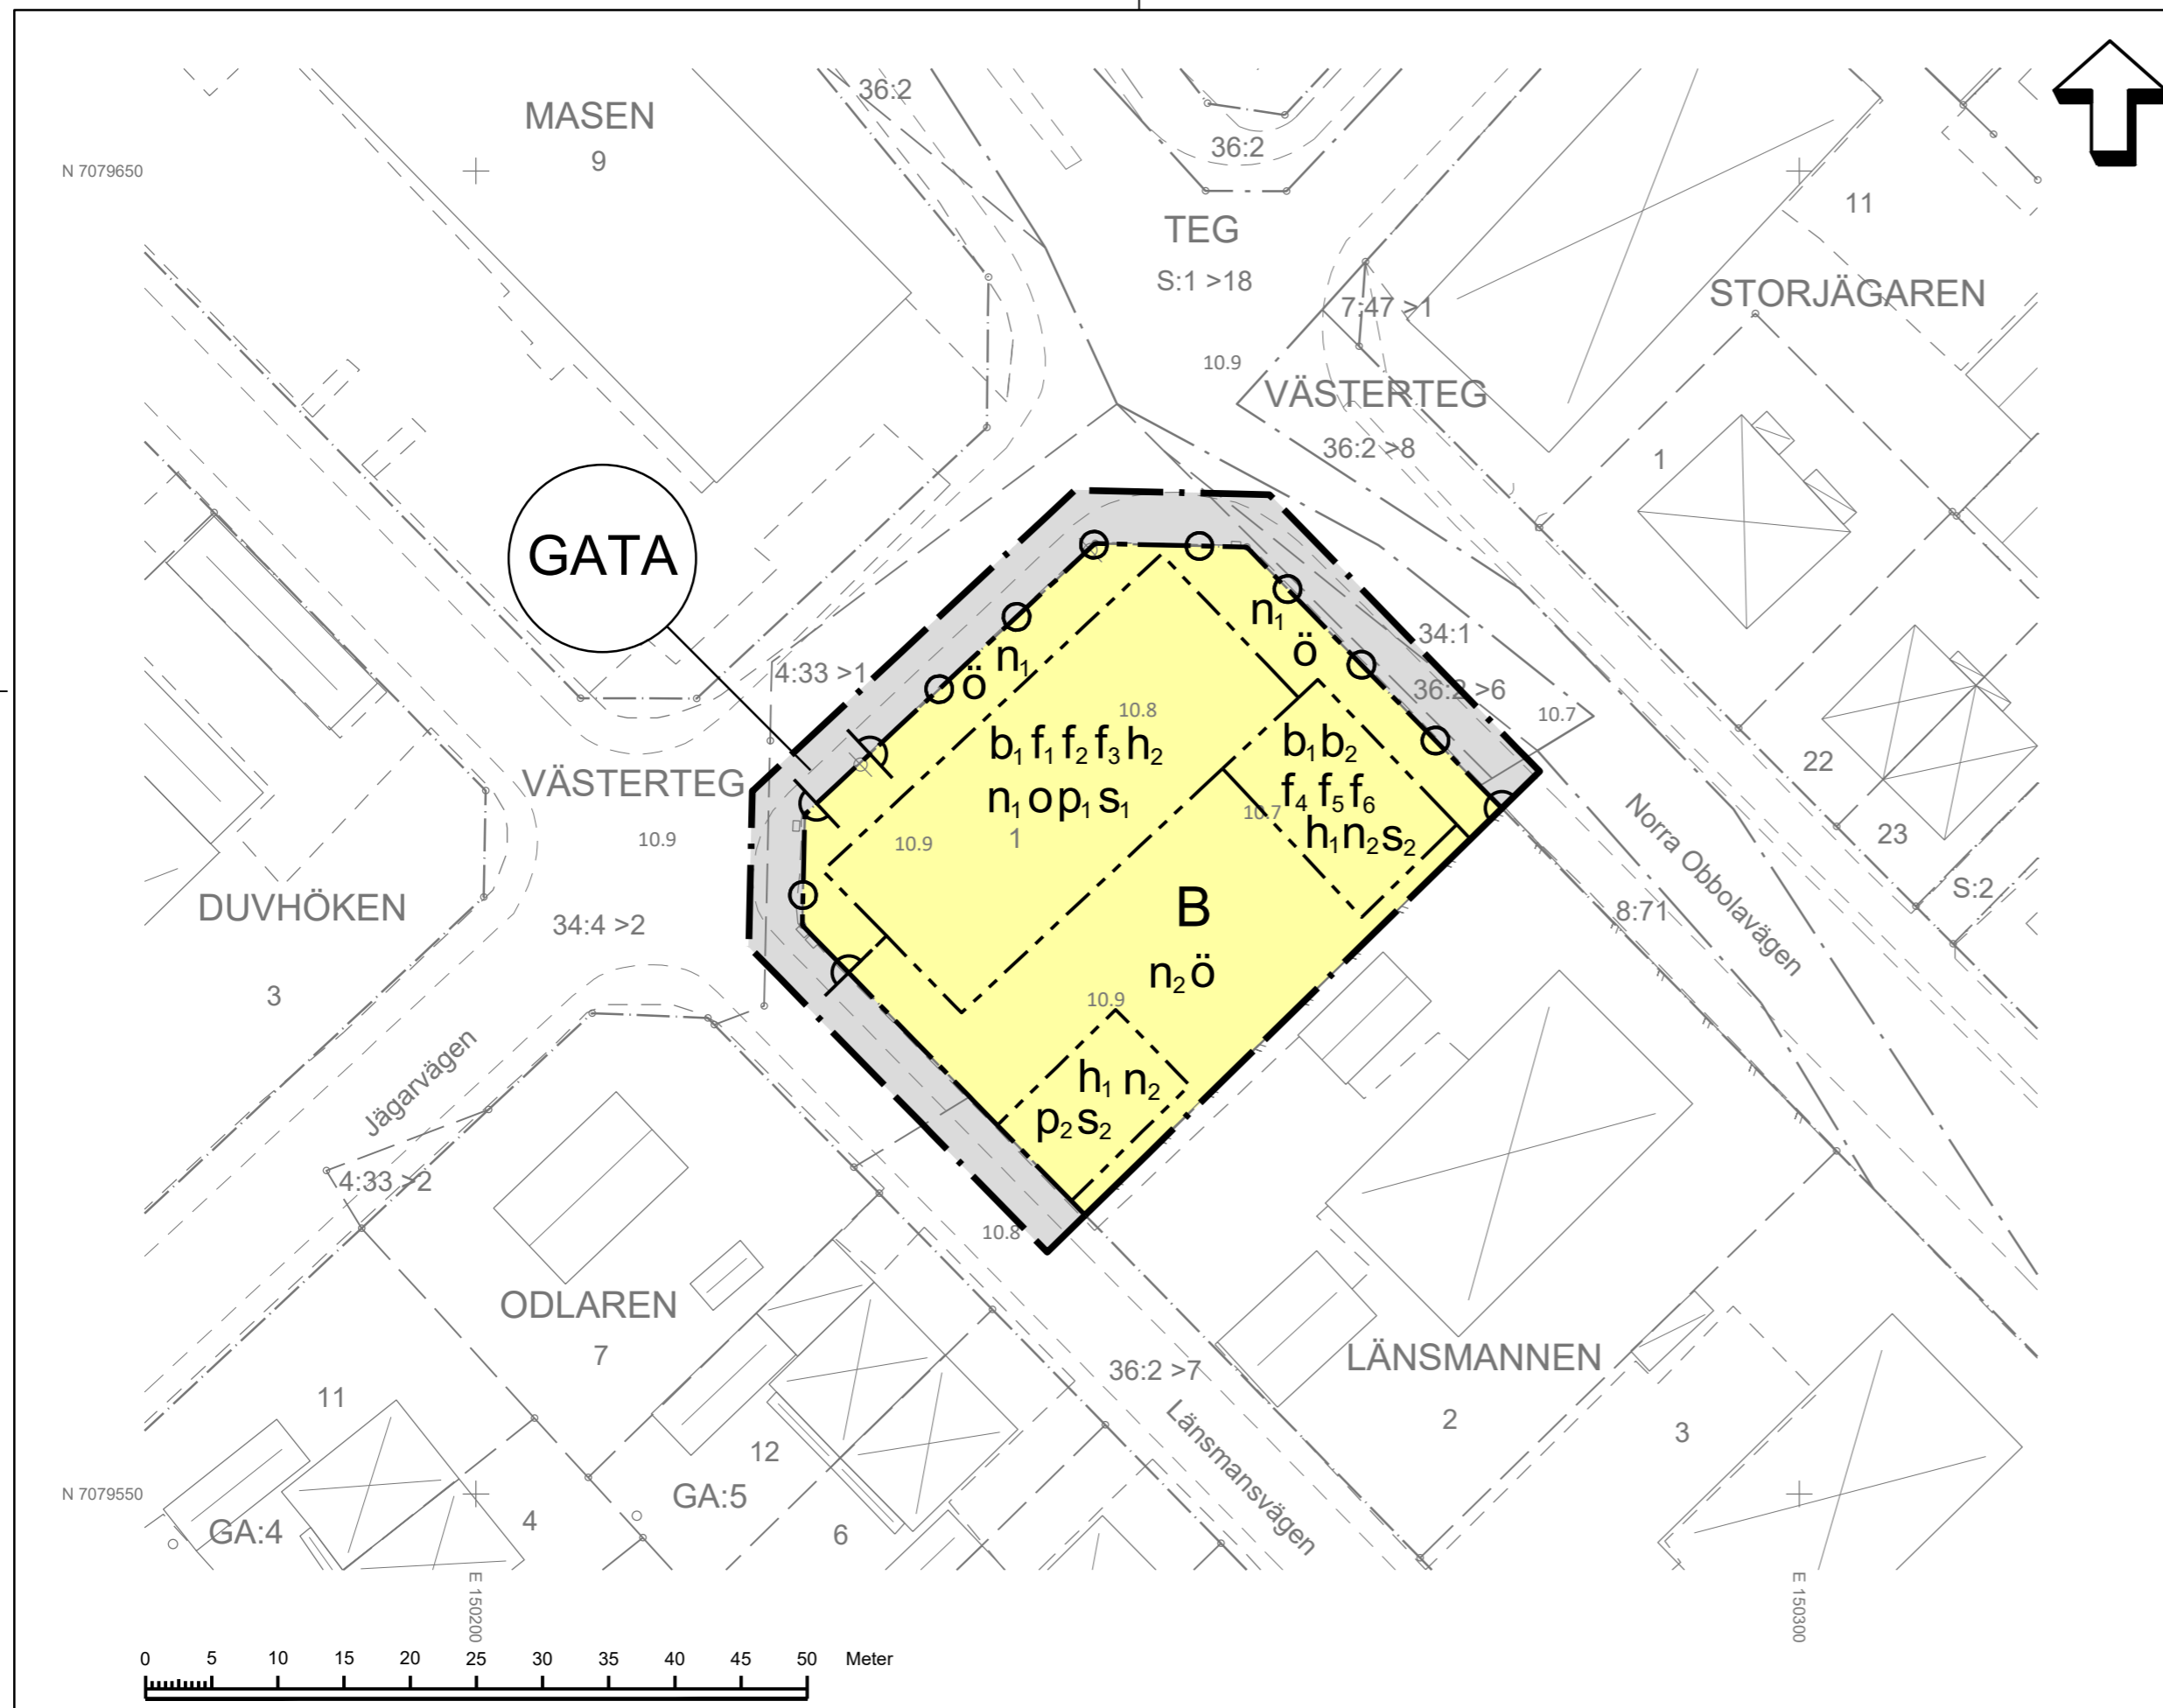 36:2
MASEN
9
36:2
N 7079650
11
TEG
S:1 >18
STORJÄGAREN
7:47 >1
10.9
VÄSTERTEG
36:2 >8
1
GATA
n₁
ö
34:1
n₁
ö
4:33 >1
36:2 >6
10.8
10.7
b₁ f₁ f₂ f₃ h₂
n₁ o p₁ s₁
b₁ b₂
f₄ f₅ f₆
10.7
h₁ n₂ s₂
VÄSTERTEG
10.9
10.9
1
22
Norra Obbolavägen
23
S:2
DUVHÖKEN
34:4 >2
B
8:71
3
n₂ ö
10.9
Jägarvägen
h₁ n₂
p₂ s₂
4:33 >2
10.8
ODLAREN
7
36:2 >7
LÄNSMANNEN
11
2
3
Länsmansvägen
12
GA:5
N 7079550
GA:4
4
6
E 150200
E 150300
0 5 10 15 20 25 30 35 40 45 50 Meter